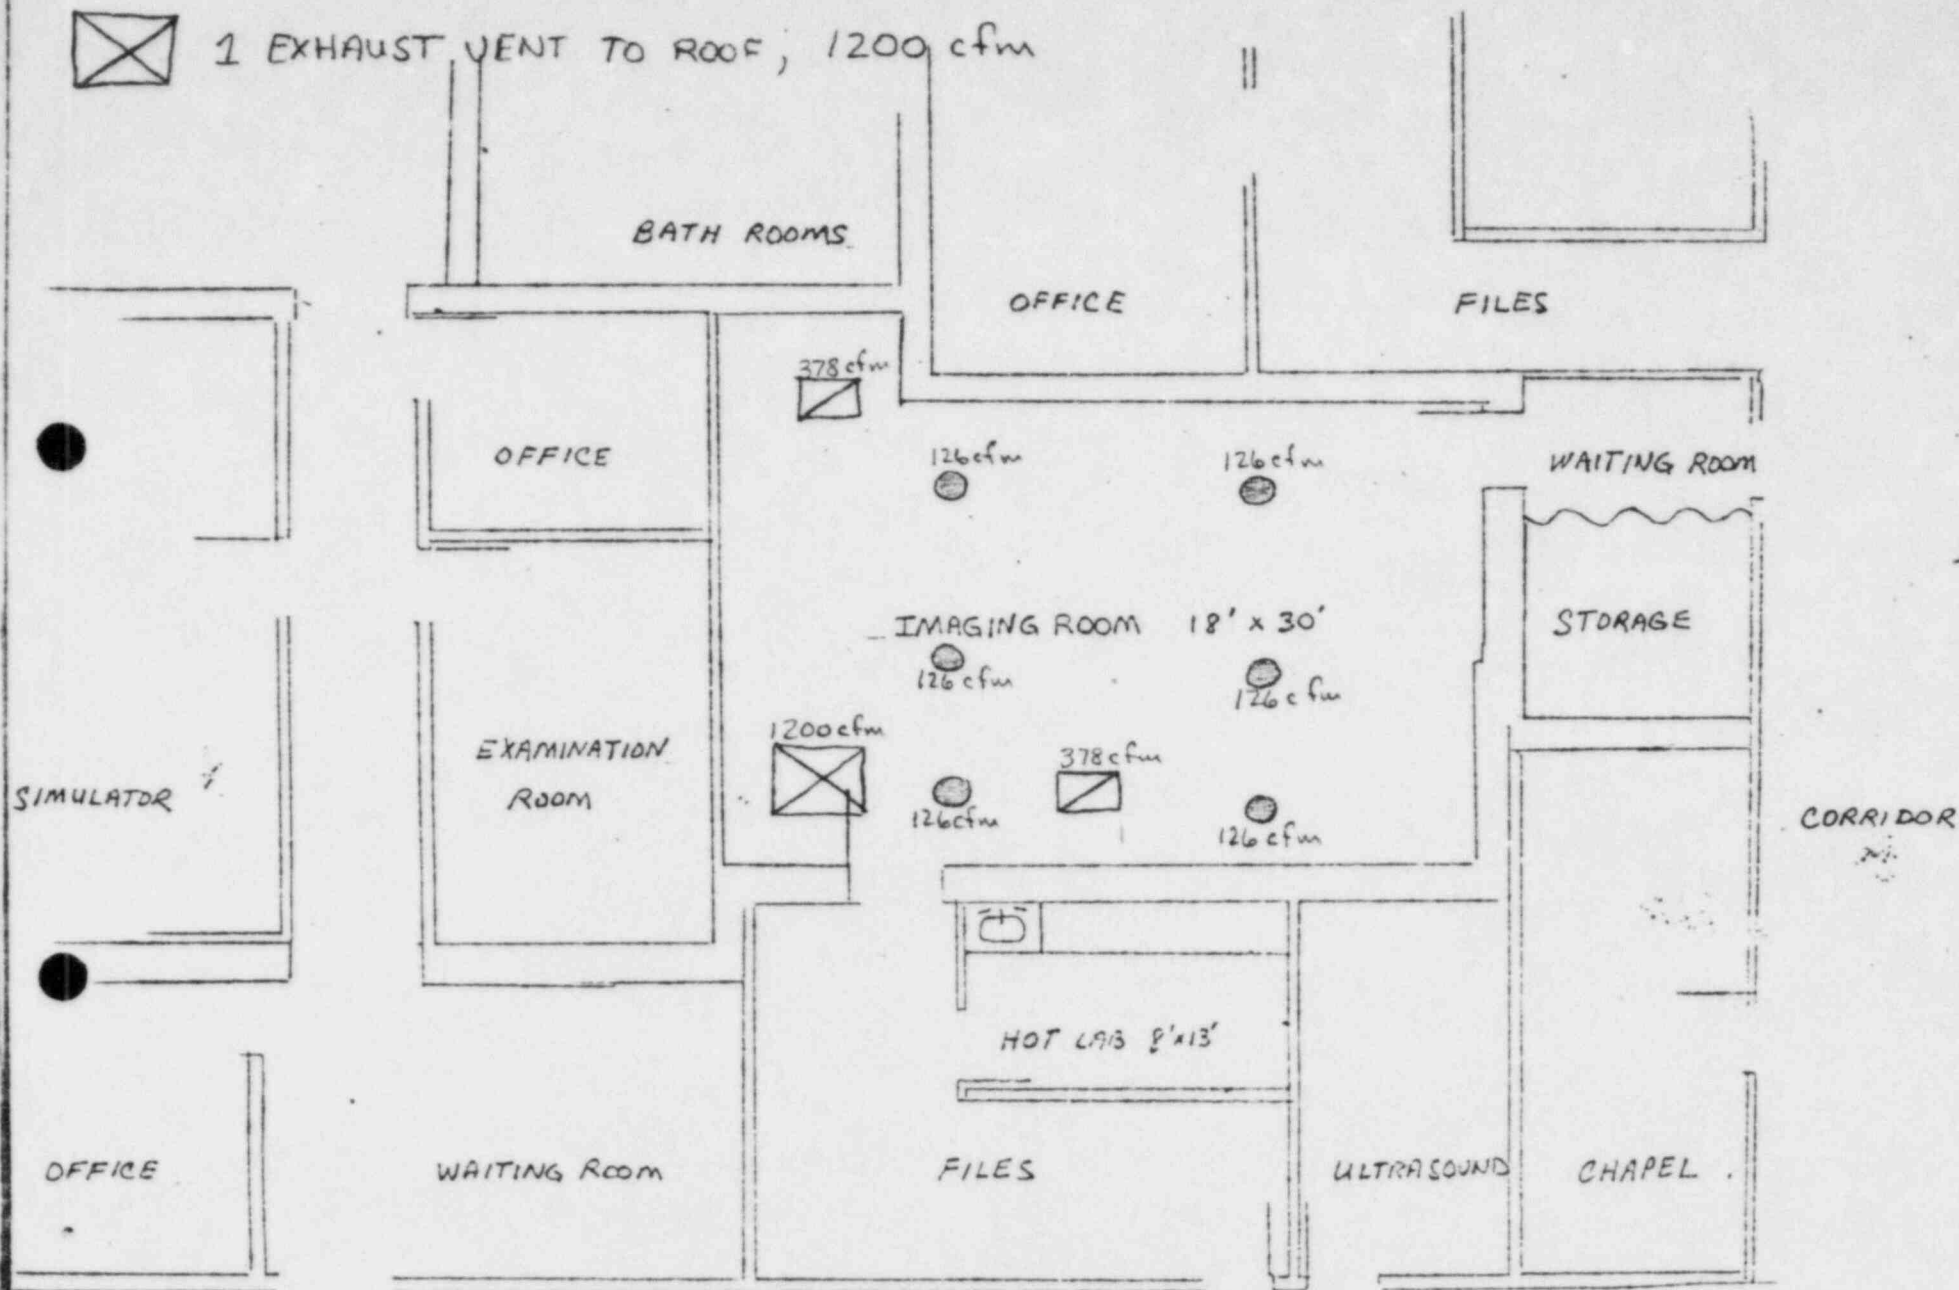 1 EXHAUST VENT TO ROOF; 1200 cfm
BATH ROOMS
OFFICE
FILES
378 cfm
OFFICE
126 cfm
126 cfm
WAITING ROOM
IMAGING ROOM 18' x 30'
STORAGE
126 cfm
126 cfm
1200 cfm
EXAMINATION
ROOM
378 cfm
SIMULATOR
126 cfm
126 cfm
CORRIDOR
HOT LAB 8'x13'
OFFICE
WAITING ROOM
FILES
ULTRASOUND
CHAPEL